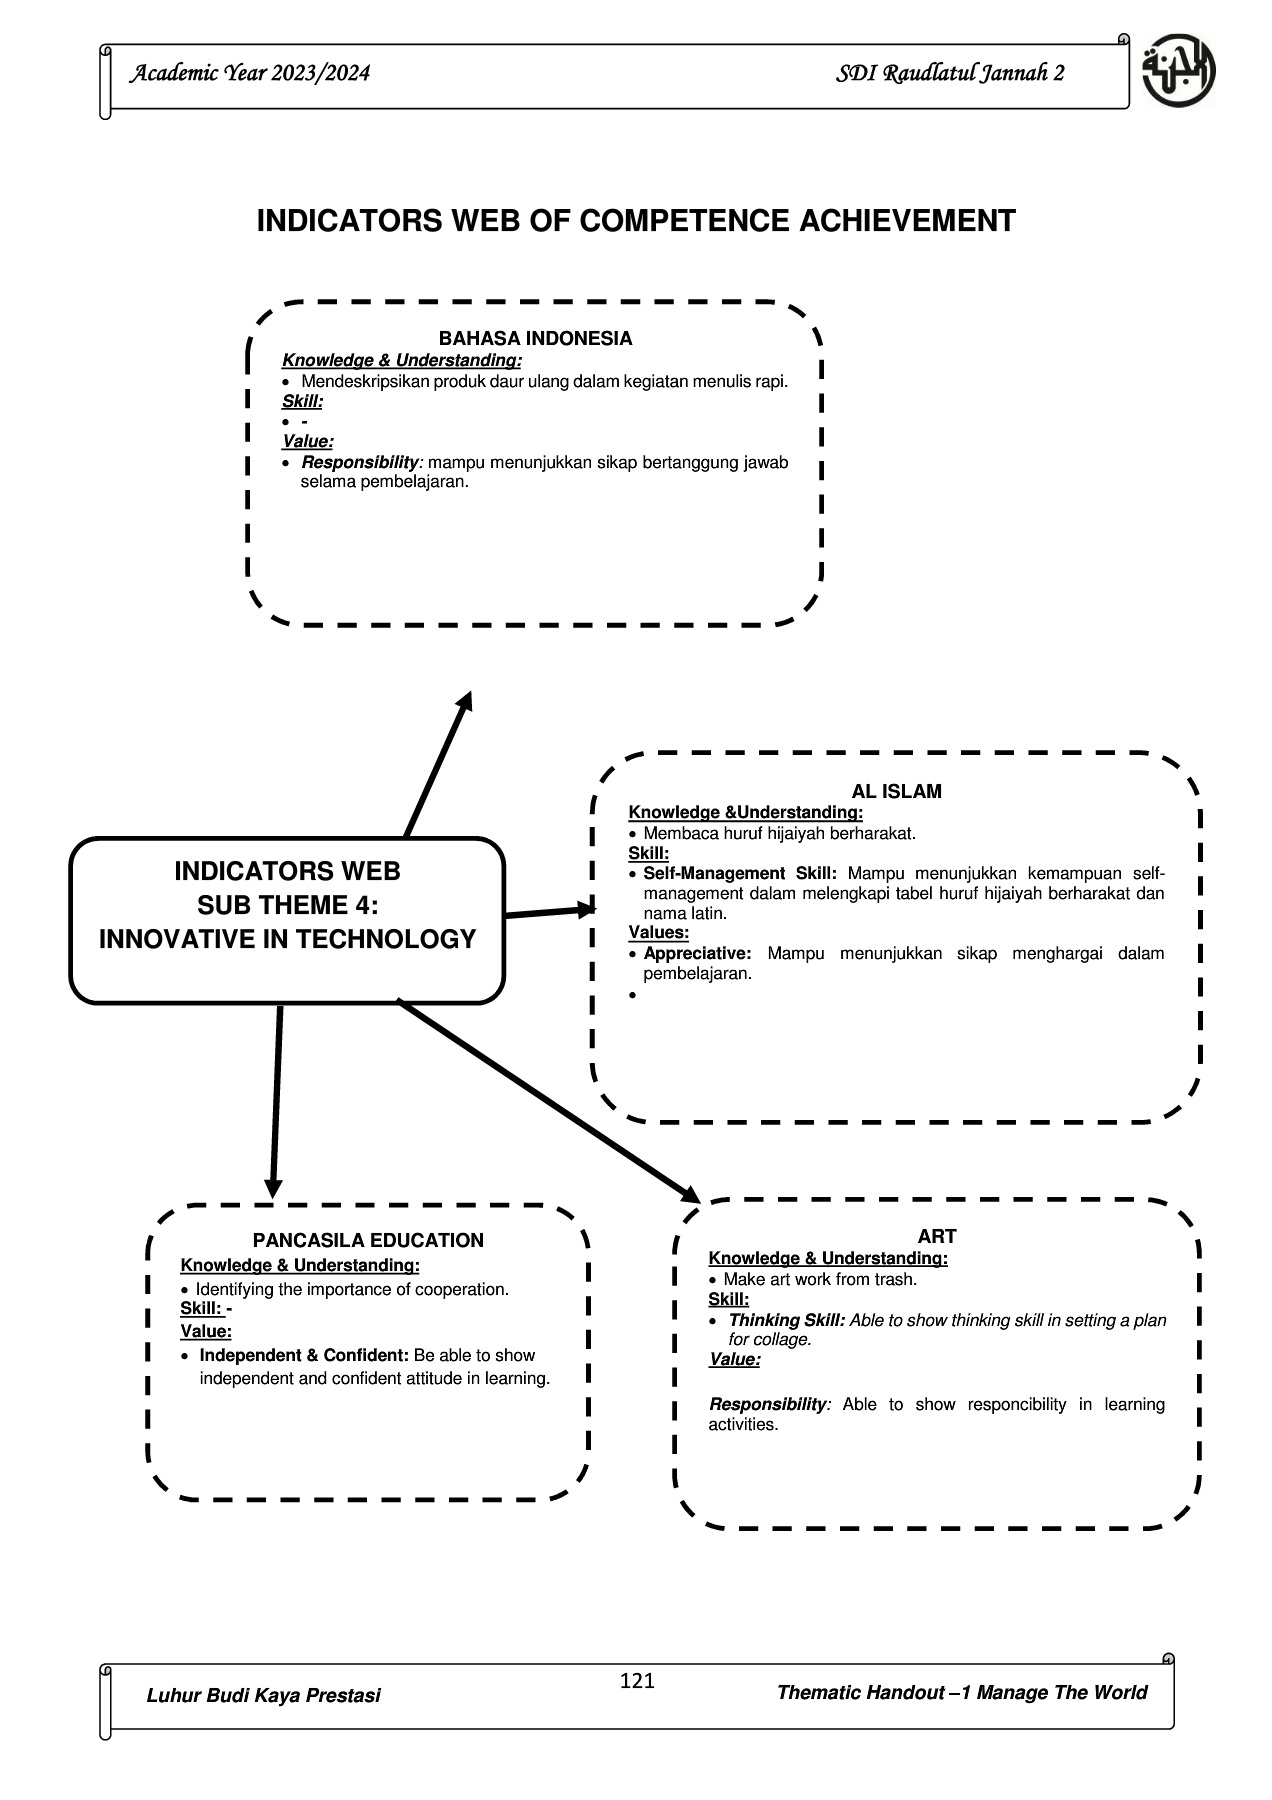 Academic Year 2023/2024 SDI Raudlatul Jannah 2
INDICATORS WEB OF COMPETENCE ACHIEVEMENT
BAHASA INDONESIA
Knowledge & Understanding:
• Mendeskripsikan produk daur ulang dalam kegiatan menulis rapi.
Skill:
• -
Value:
• Responsibility: mampu menunjukkan sikap bertanggung jawab
selama pembelajaran.
AL ISLAM
Knowledge &Understanding:
• Membaca huruf hijaiyah berharakat.
Skill:
• Self-Management Skill: Mampu menunjukkan kemampuan self-
management dalam melengkapi tabel huruf hijaiyah berharakat dan
nama latin.
Values:
• Appreciative: Mampu menunjukkan sikap menghargai dalam
pembelajaran.
•
INDICATORS WEB
SUB THEME 4:
INNOVATIVE IN TECHNOLOGY
PANCASILA EDUCATION
Knowledge & Understanding:
• Identifying the importance of cooperation.
Skill: -
Value:
• Independent & Confident: Be able to show
independent and confident attitude in learning.
ART
Knowledge & Understanding:
• Make art work from trash.
Skill:
• Thinking Skill: Able to show thinking skill in setting a plan
for collage.
Value:
Responsibility: Able to show responcibility in learning
activities.
Luhur Budi Kaya Prestasi
121
Thematic Handout –1 Manage The World